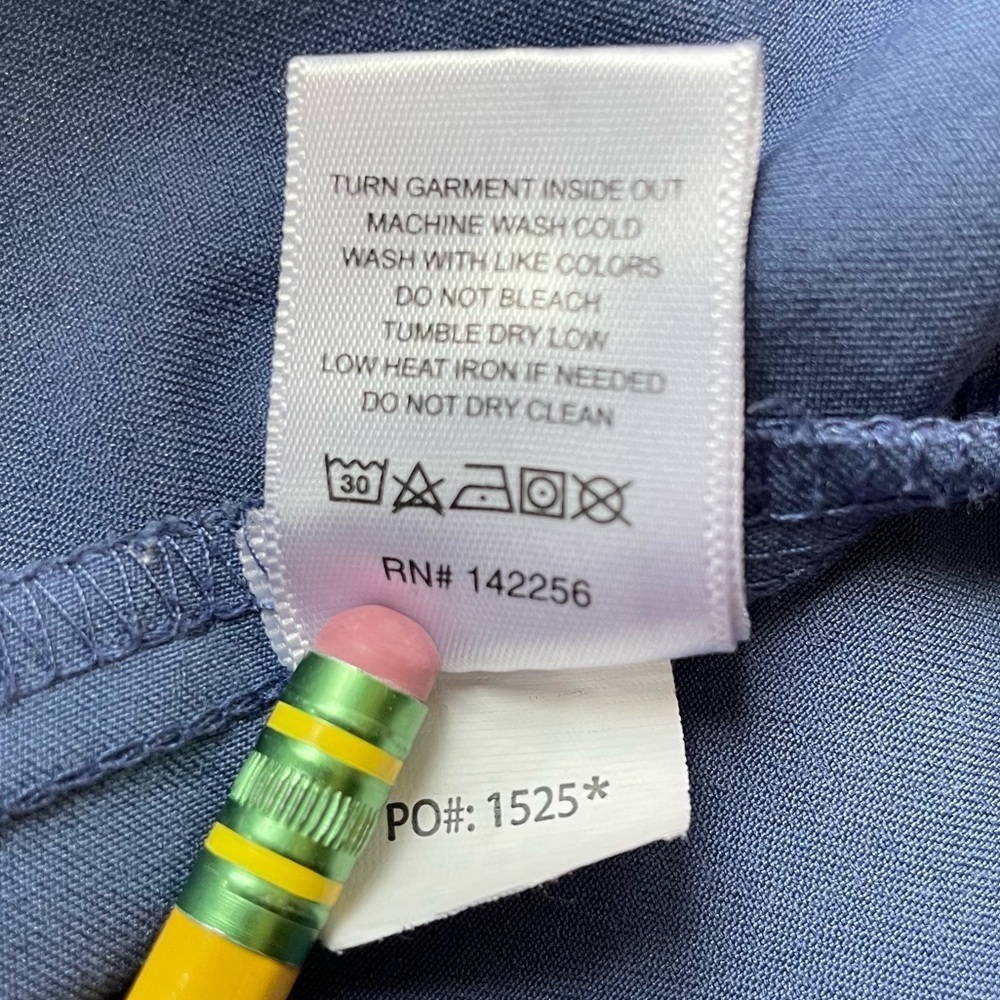 TURN GARMENT INSIDE OUT
MACHINE WASH COLD
WASH WITH LIKE COLORS
DO NOT BLEACH
TUMBLE DRY LOW
LOW HEAT IRON IF NEEDED
DO NOT DRY CLEAN
30
RN# 142256
PO#: 1525*